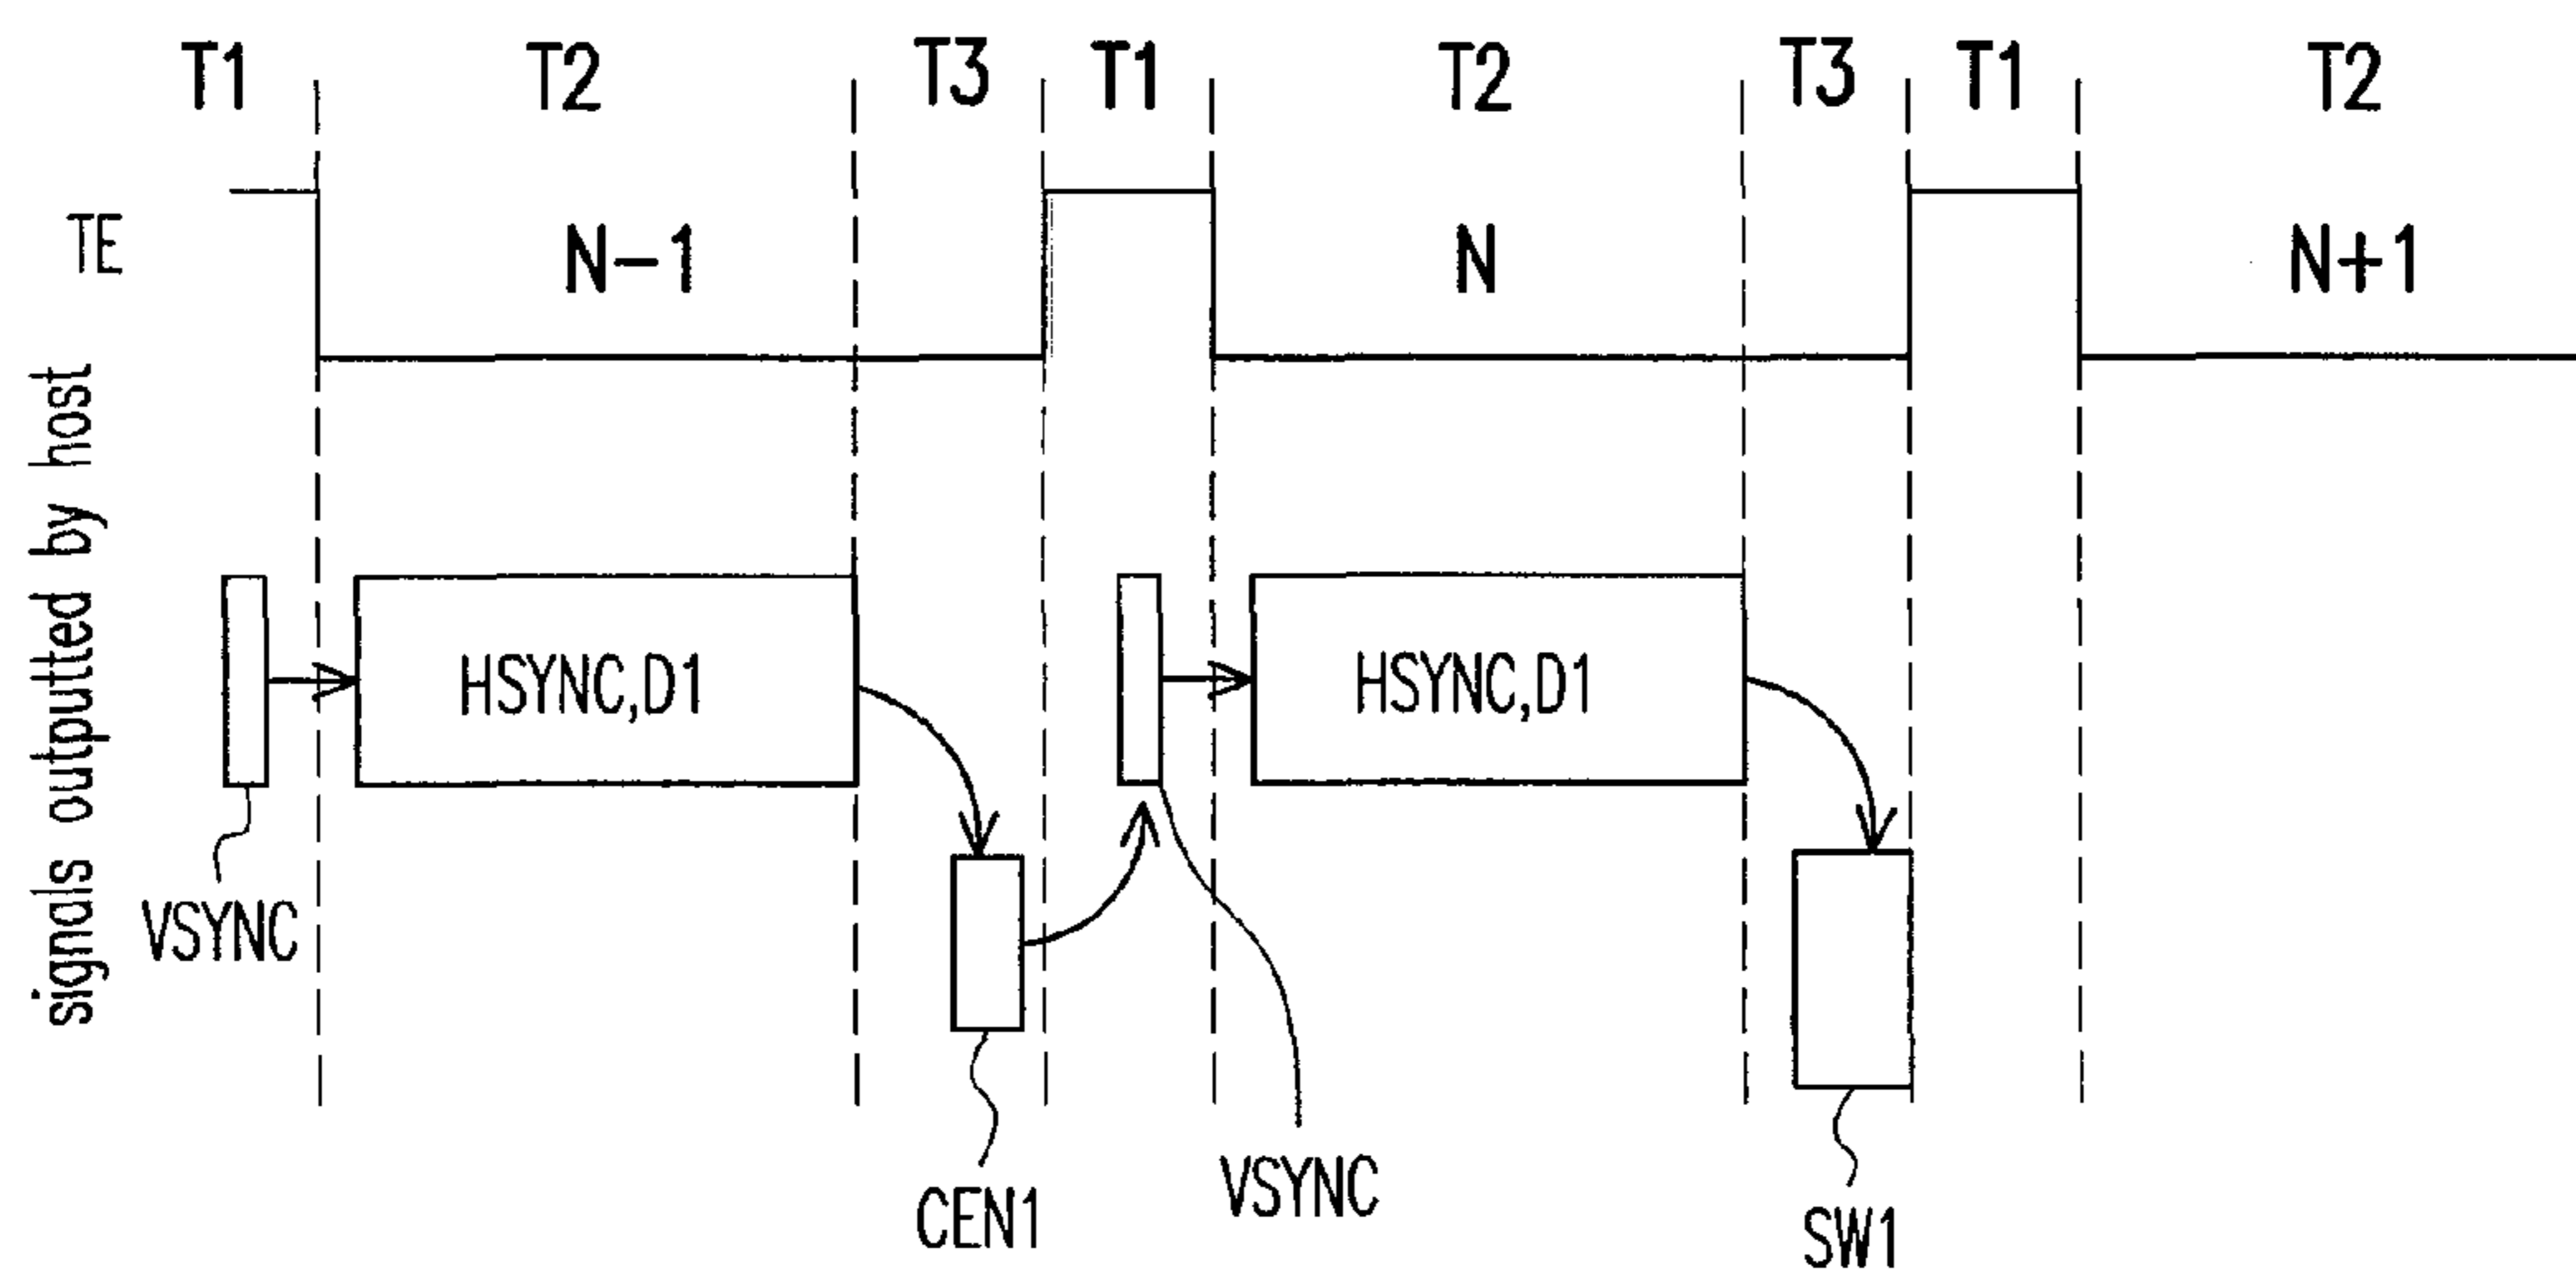 T1 T2 T3 T1 T2 T3 T1 T2
TE N-1 N N+1
signals outputted by host
HSYNC,D1 HSYNC,D1
VSYNC
CEN1 VSYNC SW1